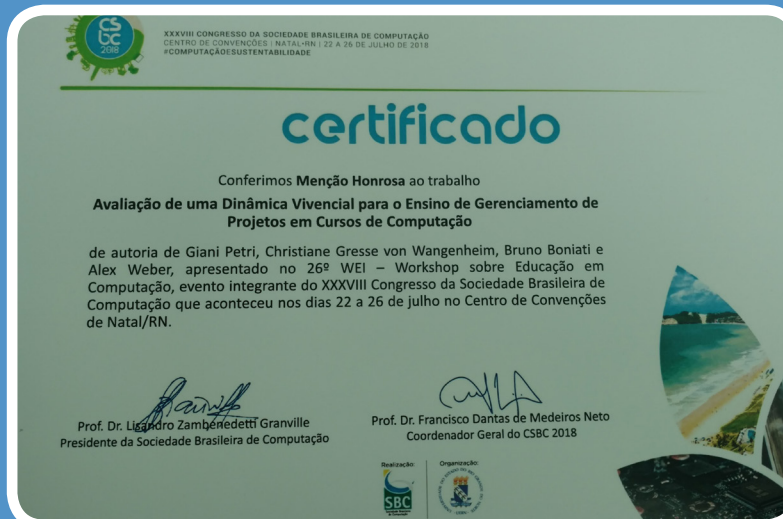 CS
bc
2018
XXXVIII CONGRESSO DA SOCIEDADE BRASILEIRA DE COMPUTAÇÃO
CENTRO DE CONVENÇÕES | NATAL-RN | 22 A 26 DE JULHO DE 2018
#COMPUTAÇÃOESUSTENTABILIDADE
certificado
Conferimos Menção Honrosa ao trabalho
Avaliação de uma Dinâmica Vivencial para o Ensino de Gerenciamento de
Projetos em Cursos de Computação
de autoria de Giani Petri, Christiane Gresse von Wangenheim, Bruno Boniati e
Alex Weber, apresentado no 26º WEI – Workshop sobre Educação em
Computação, evento integrante do XXXVIII Congresso da Sociedade Brasileira de
Computação que aconteceu nos dias 22 a 26 de julho no Centro de Convenções
de Natal/RN.
Prof. Dr. Lisandro Zambenedetti Granville
Presidente da Sociedade Brasileira de Computação
Prof. Dr. Francisco Dantas de Medeiros Neto
Coordenador Geral do CSBC 2018
Realização:
Organização:
SBC